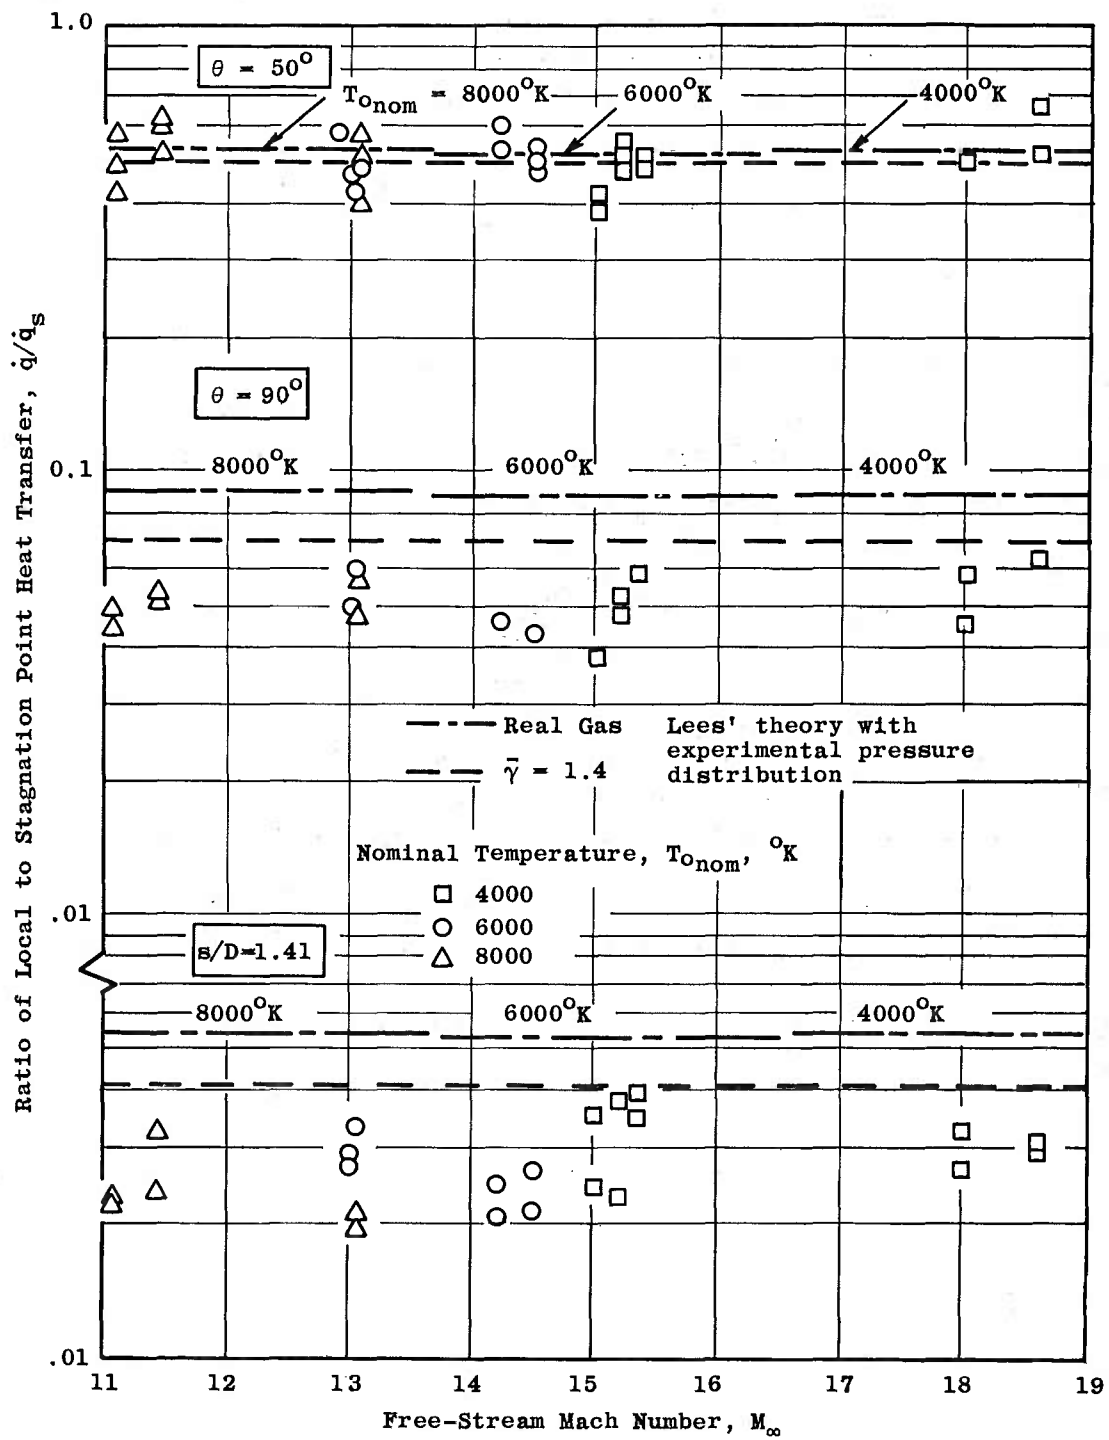 1.0
θ = 50°
T₀nom = 8000°K
6000°K
4000°K
θ = 90°
0.1
8000°K
6000°K
4000°K
Real Gas
γ̄ = 1.4
Lees' theory with
experimental pressure
distribution
Nominal Temperature, T₀nom, °K
4000
6000
8000
.01
s/D=1.41
8000°K
6000°K
4000°K
.01
11 12 13 14 15 16 17 18 19
Free-Stream Mach Number, M∞
Ratio of Local to Stagnation Point Heat Transfer, q̇/q̇s